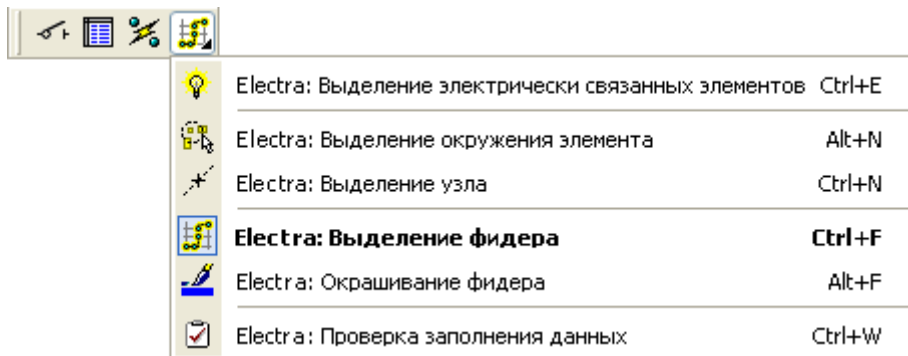 Electra: Выделение электрически связанных элементов Ctrl+E
Electra: Выделение окружения элемента Alt+N
Electra: Выделение узла Ctrl+N
Electra: Выделение фидера Ctrl+F
Electra: Окрашивание фидера Alt+F
Electra: Проверка заполнения данных Ctrl+W